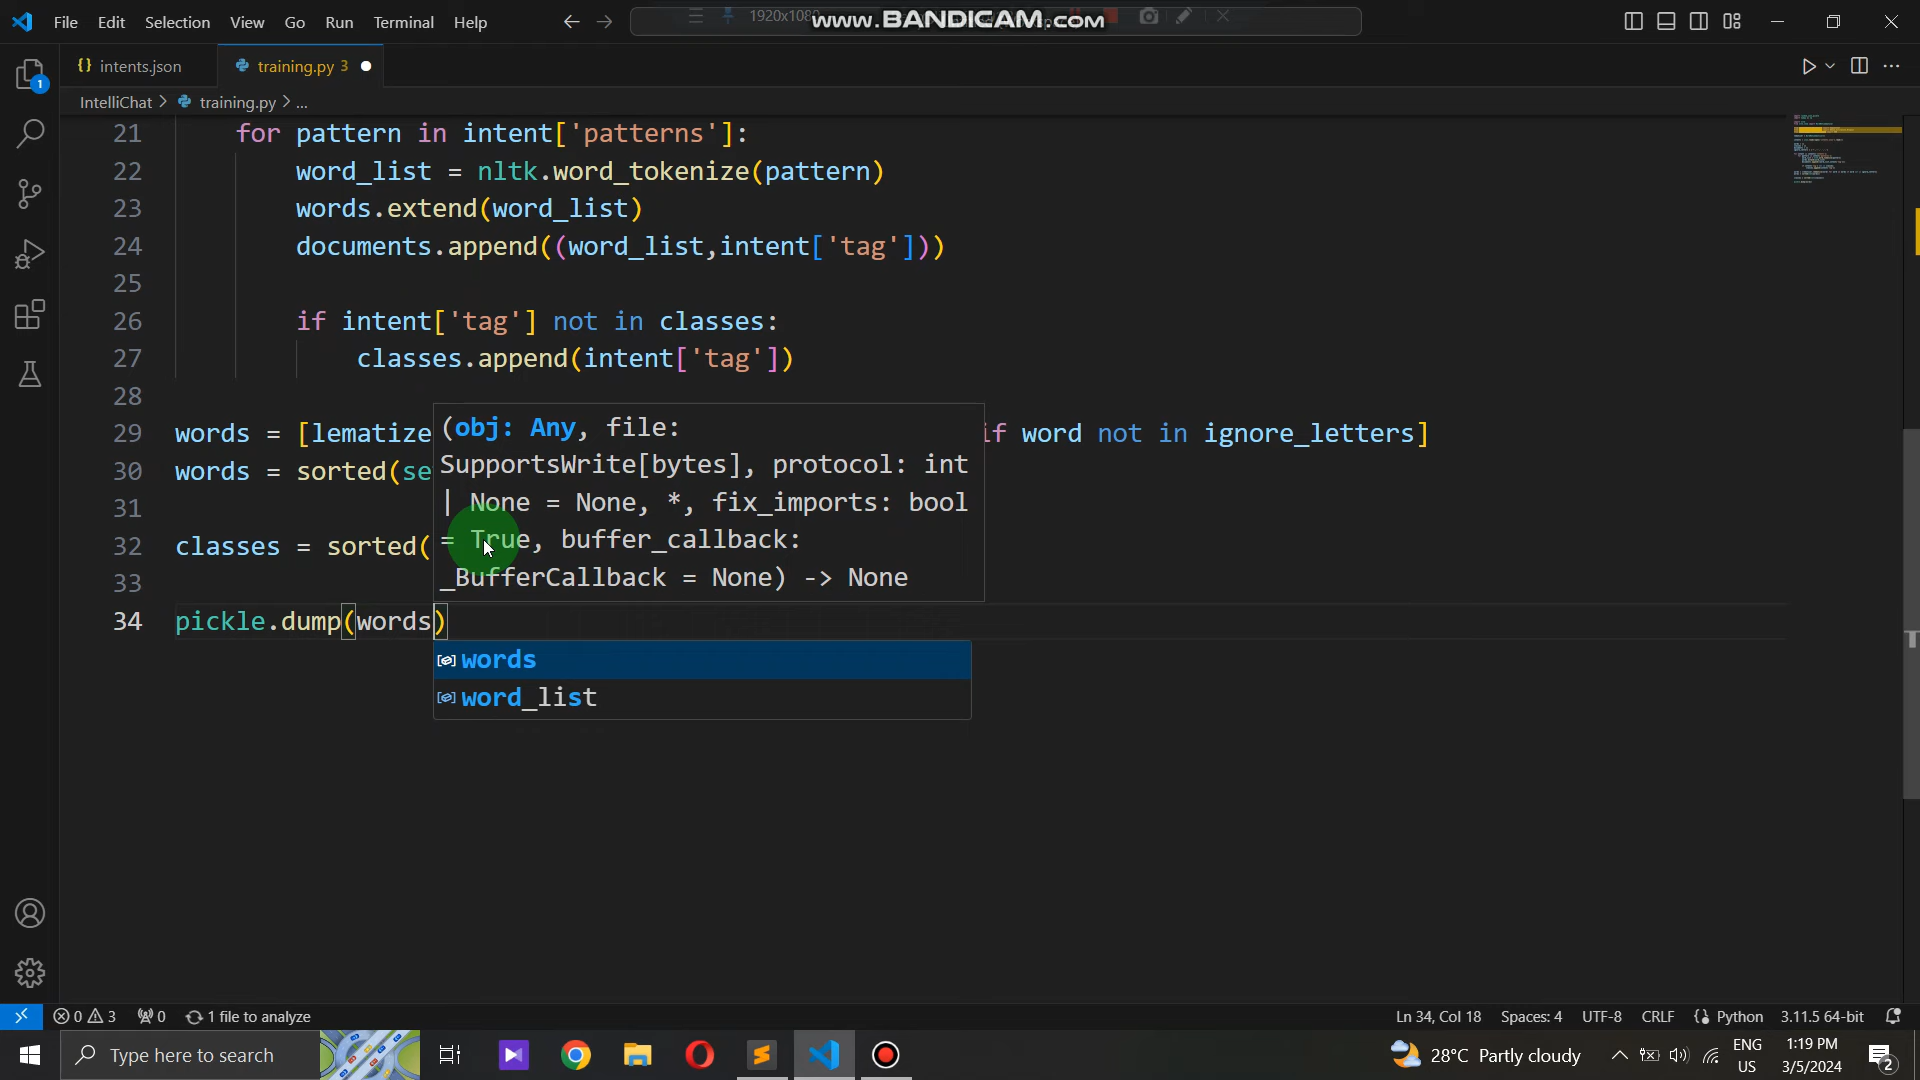 File Edit Selection View Go Run Terminal Help
1920x1080
www.BANDICAM.com
intents.json
training.py 3
1
IntelliChat > training.py > ...
21 for pattern in intent['patterns']:
22 word_list = nltk.word_tokenize(pattern)
23 words.extend(word_list)
24 documents.append((word_list,intent['tag']))
25
26 if intent['tag'] not in classes:
27 classes.append(intent['tag'])
28
29 words = [lematize if word not in ignore_letters]
30 words = sorted(se
31
32 classes = sorted(
33
34 pickle.dump(words)
(obj: Any, file:
SupportsWrite[bytes], protocol: int
| None = None, *, fix_imports: bool
= True, buffer_callback:
_BufferCallback = None) -> None
words
word_list
0 3 0 1 file to analyze
Ln 34, Col 18 Spaces: 4 UTF-8 CRLF Python 3.11.5 64-bit
Type here to search
28°C Partly cloudy
ENG
US
1:19 PM
3/5/2024
2